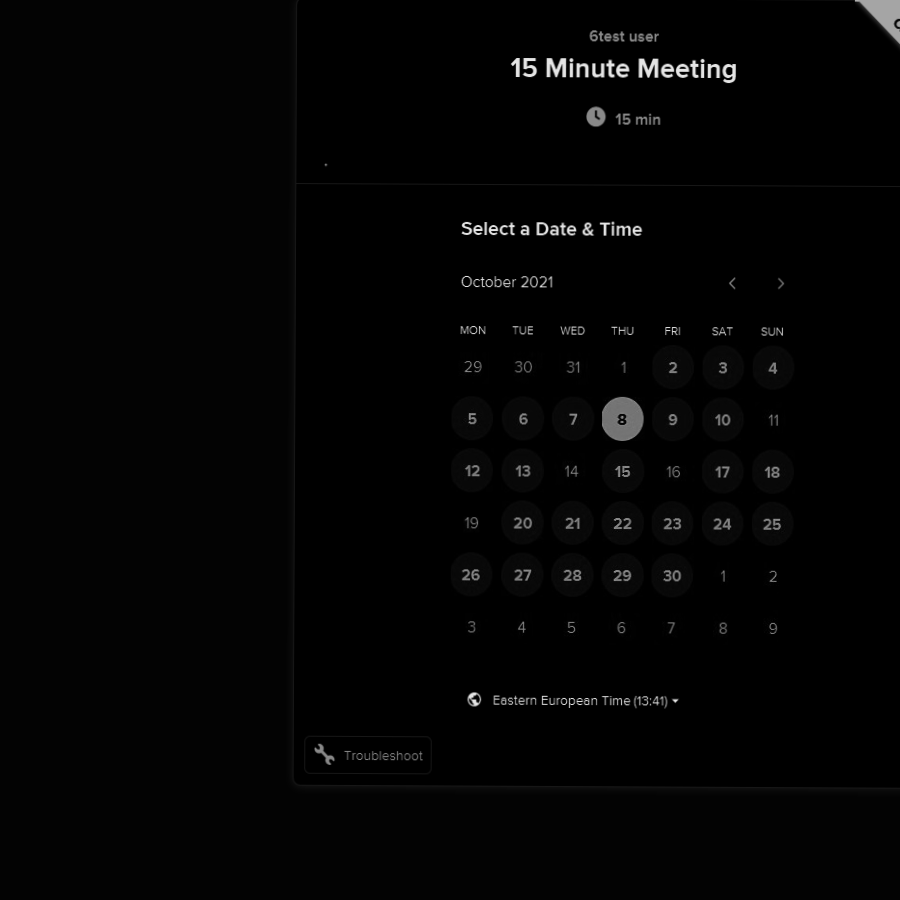 6test user
15 Minute Meeting
15 min
Select a Date & Time
October 2021
MON TUE WED THU FRI SAT SUN
29 30 31 1 2 3 4
5 6 7 8 9 10 11
12 13 14 15 16 17 18
19 20 21 22 23 24 25
26 27 28 29 30 1 2
3 4 5 6 7 8 9
Eastern European Time (13:41)
Troubleshoot